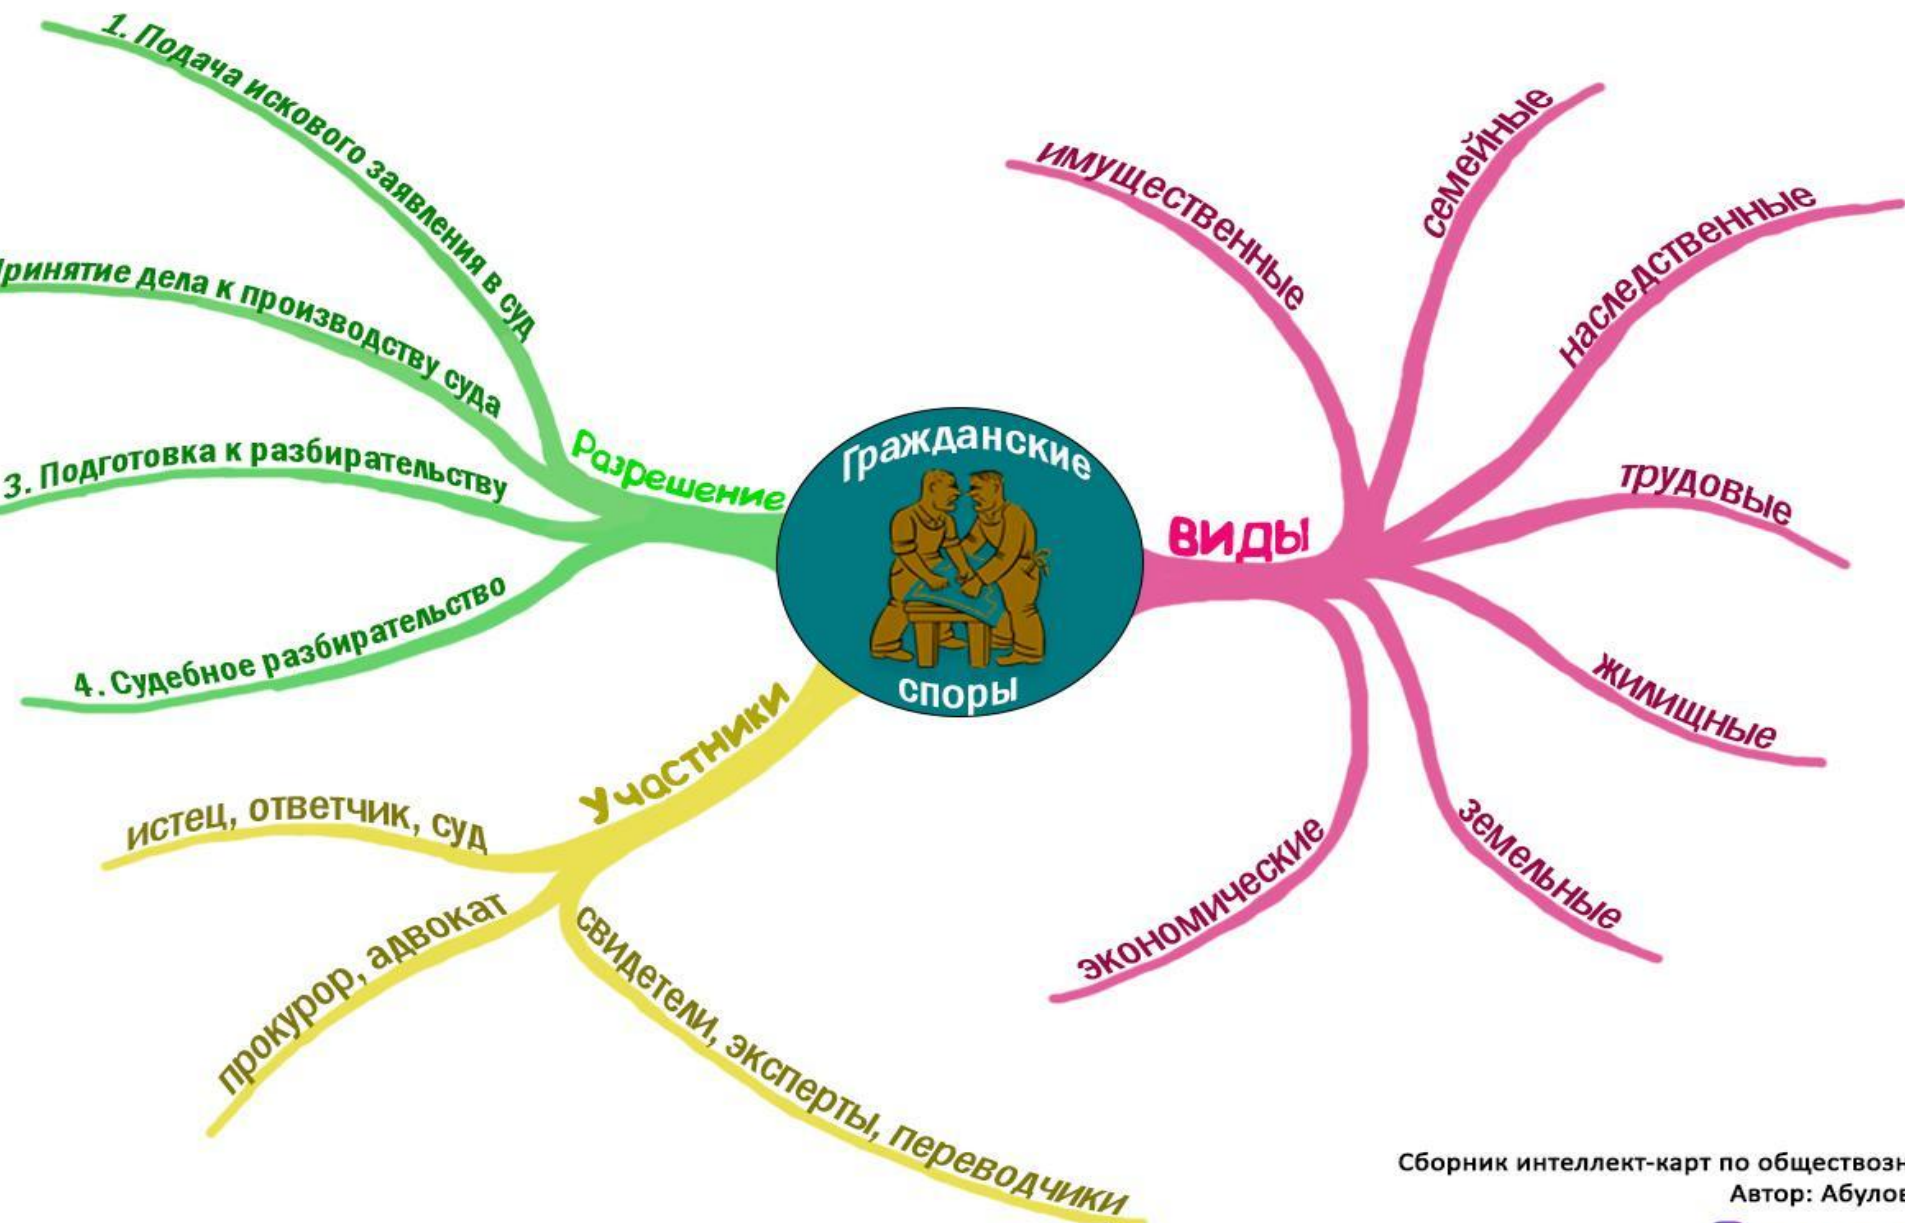 Гражданские
споры
Разрешение
1. Подача искового заявления в суд
ринятие дела к производству суда
3. Подготовка к разбирательству
4. Судебное разбирательство
Участники
истец, ответчик, суд
прокурор, адвокат
свидетели, эксперты, переводчики
ВИДЫ
имущественные
семейные
наследственные
трудовые
жилищные
земельные
экономические
Сборник интеллект-карт по обществозн
Автор: Абулов